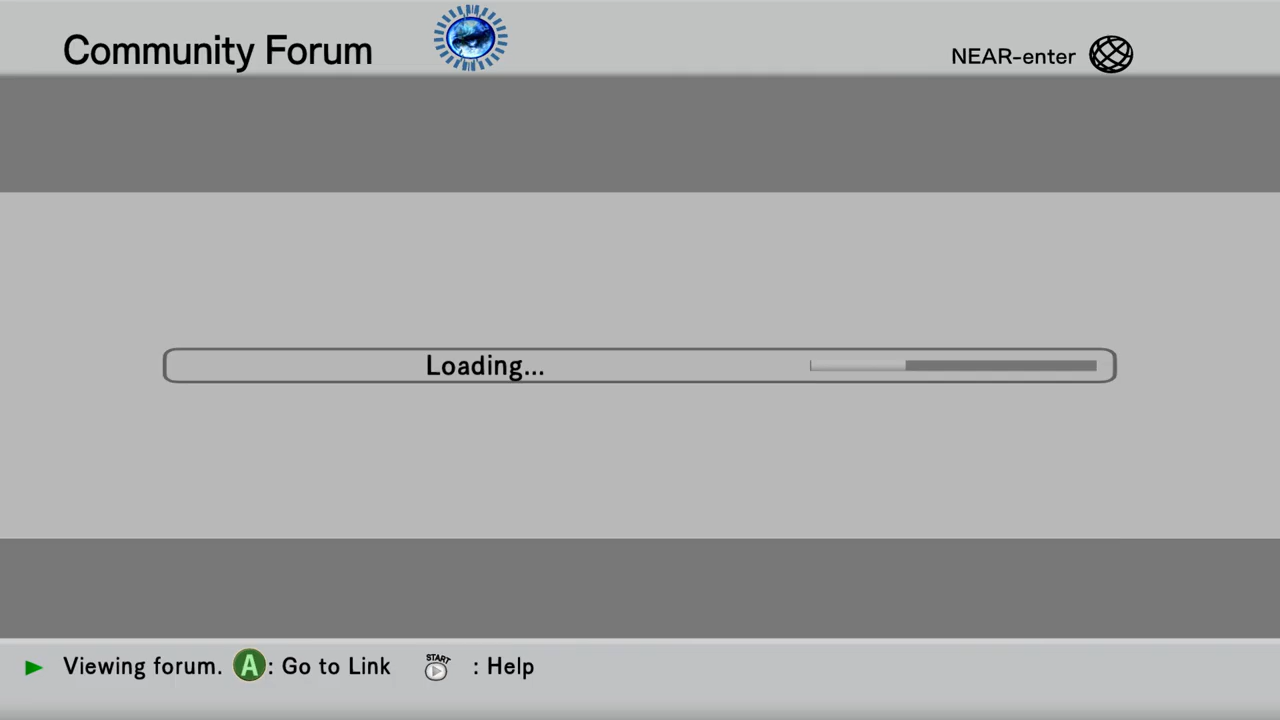 Community Forum
NEAR-enter
Loading...
Viewing forum. A : Go to Link START : Help